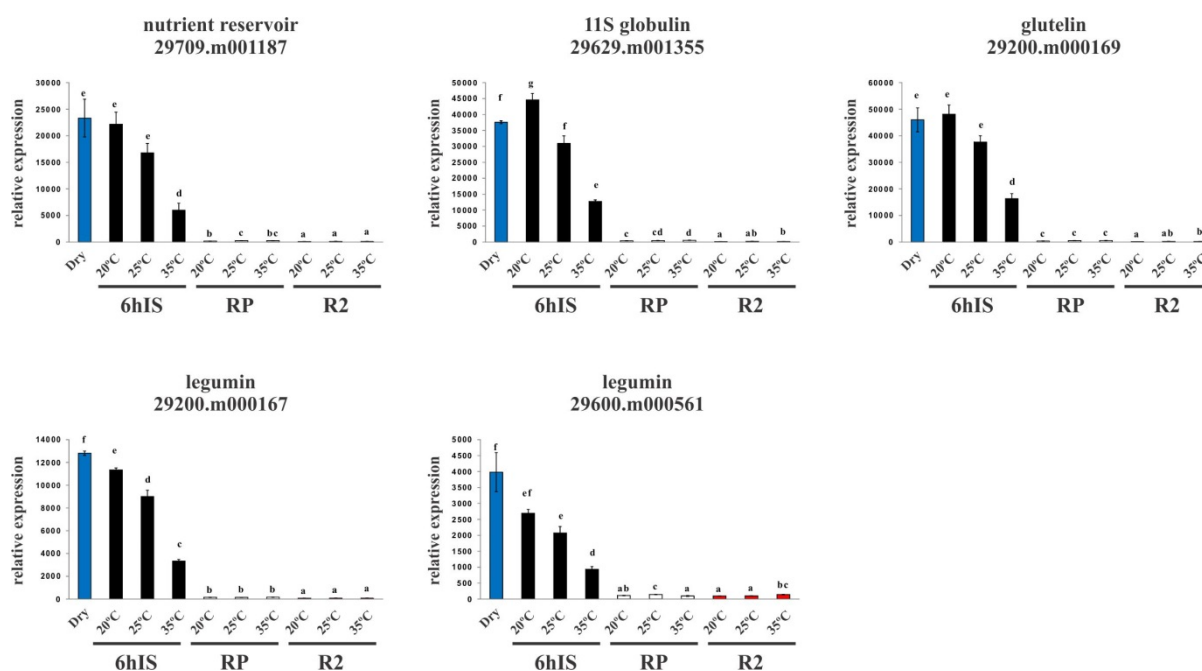 nutrient reservoir
29709.m001187
relative expression
30000
25000
20000
15000
10000
5000
0
e
e
e
d
b
c
bc
a
a
a
Dry
20°C
25°C
35°C
20°C
25°C
35°C
20°C
25°C
35°C
6hIS
RP
R2
11S globulin
29629.m001355
relative expression
50000
45000
40000
35000
30000
25000
20000
15000
10000
5000
0
f
g
f
e
c
cd
d
a
ab
b
Dry
20°C
25°C
35°C
20°C
25°C
35°C
20°C
25°C
35°C
6hIS
RP
R2
glutelin
29200.m000169
relative expression
60000
50000
40000
30000
20000
10000
0
e
e
e
d
c
c
c
a
ab
b
Dry
20°C
25°C
35°C
20°C
25°C
35°C
20°C
25°C
35°C
6hIS
RP
R2
legumin
29200.m000167
relative expression
14000
12000
10000
8000
6000
4000
2000
0
f
e
d
c
b
b
b
a
a
a
Dry
20°C
25°C
35°C
20°C
25°C
35°C
20°C
25°C
35°C
6hIS
RP
R2
legumin
29600.m000561
relative expression
5000
4500
4000
3500
3000
2500
2000
1500
1000
500
0
f
ef
e
d
ab
c
a
a
a
bc
Dry
20°C
25°C
35°C
20°C
25°C
35°C
20°C
25°C
35°C
6hIS
RP
R2